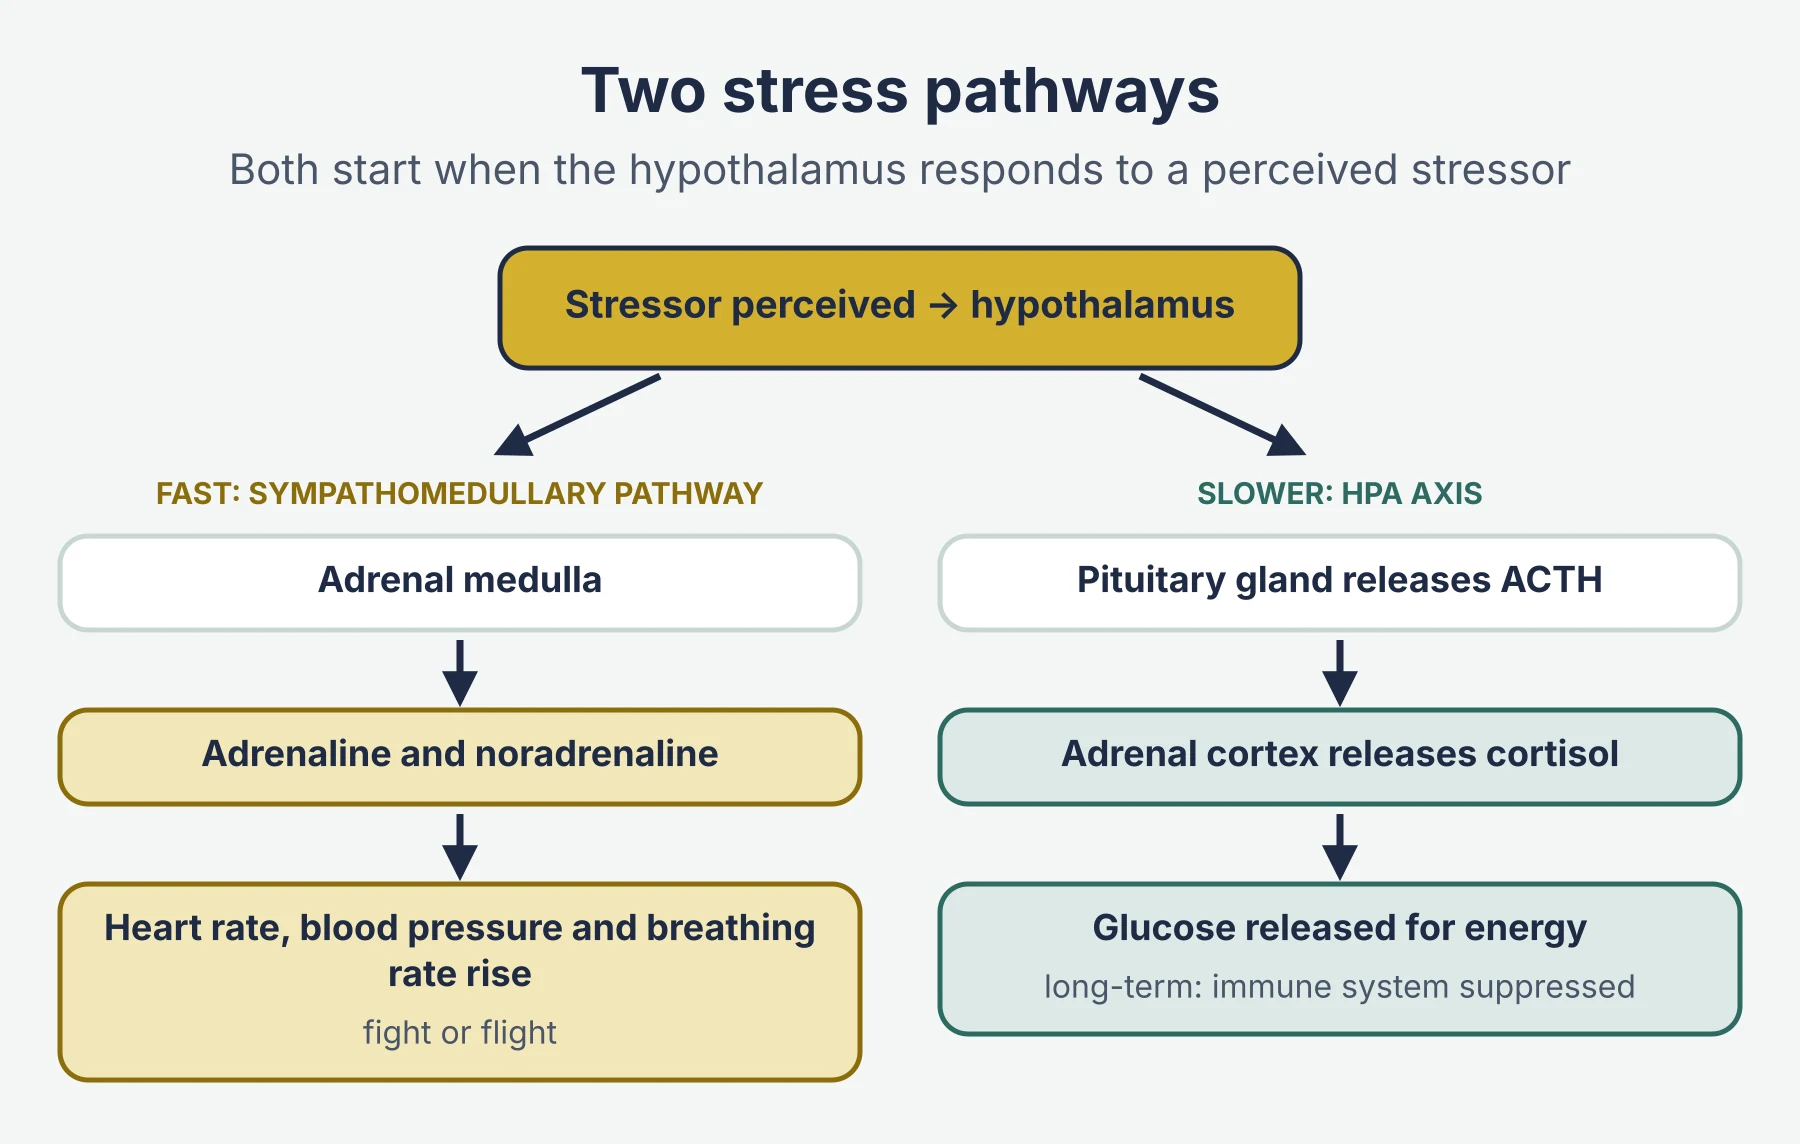 Two stress pathways
Both start when the hypothalamus responds to a perceived stressor
Stressor perceived → hypothalamus
FAST: SYMPATHOMEDULLARY PATHWAY
Adrenal medulla
Adrenaline and noradrenaline
Heart rate, blood pressure and breathing
rate rise
fight or flight
SLOWER: HPA AXIS
Pituitary gland releases ACTH
Adrenal cortex releases cortisol
Glucose released for energy
long-term: immune system suppressed